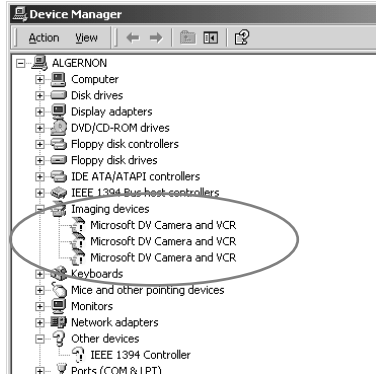 Device Manager
Action View
ALGERNON
Computer
Disk drives
Display adapters
DVD/CD-ROM drives
Floppy disk controllers
Floppy disk drives
IDE ATA/ATAPI controllers
IEEE 1394 Bus host controllers
Imaging devices
Microsoft DV Camera and VCR
Microsoft DV Camera and VCR
Microsoft DV Camera and VCR
Keyboards
Mice and other pointing devices
Monitors
Network adapters
Other devices
IEEE 1394 Controller
Ports (COM & LPT)